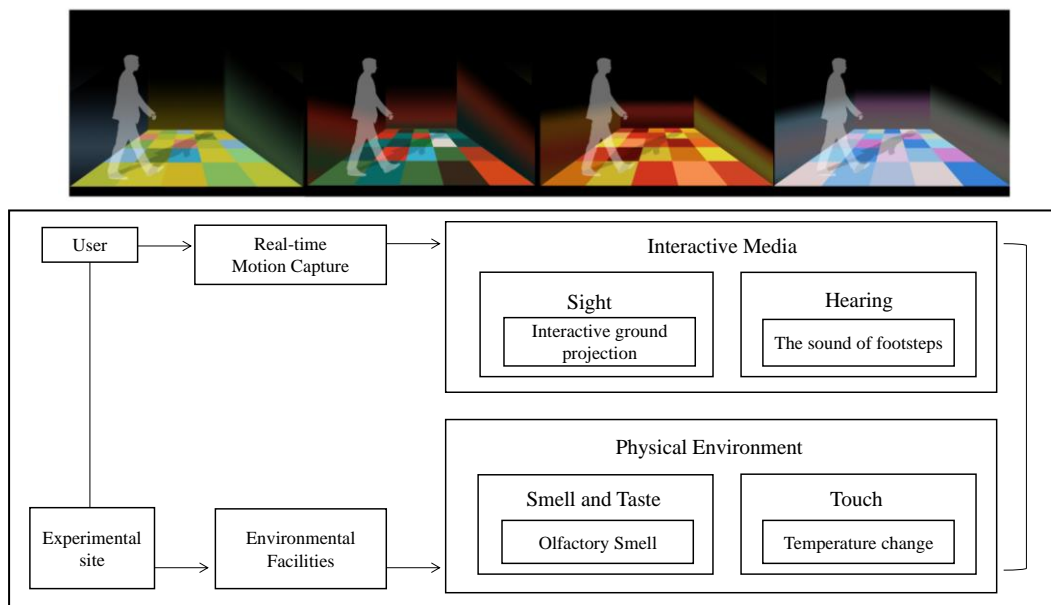 User
Real-time
Motion Capture
Interactive Media
Sight
Interactive ground
projection
Hearing
The sound of footsteps
Physical Environment
Smell and Taste
Olfactory Smell
Touch
Temperature change
Experimental
site
Environmental
Facilities